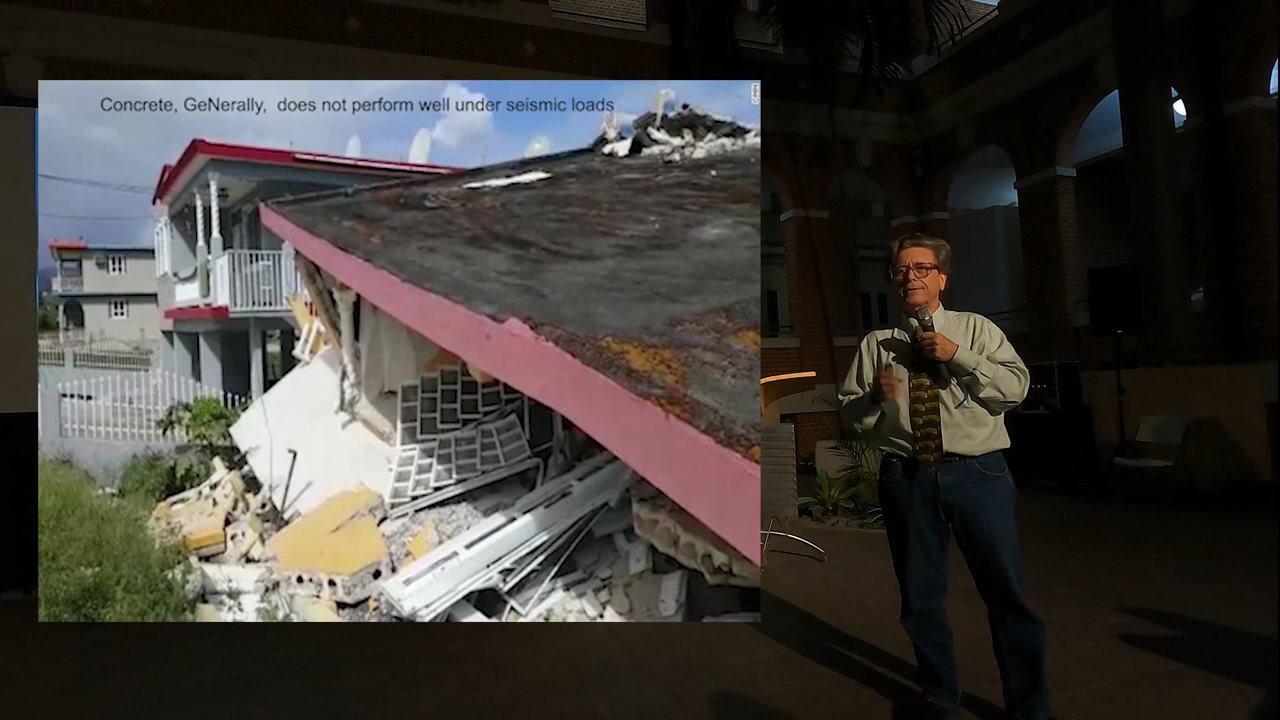 Concrete, GeNerally,  does not perform well under seismic loads